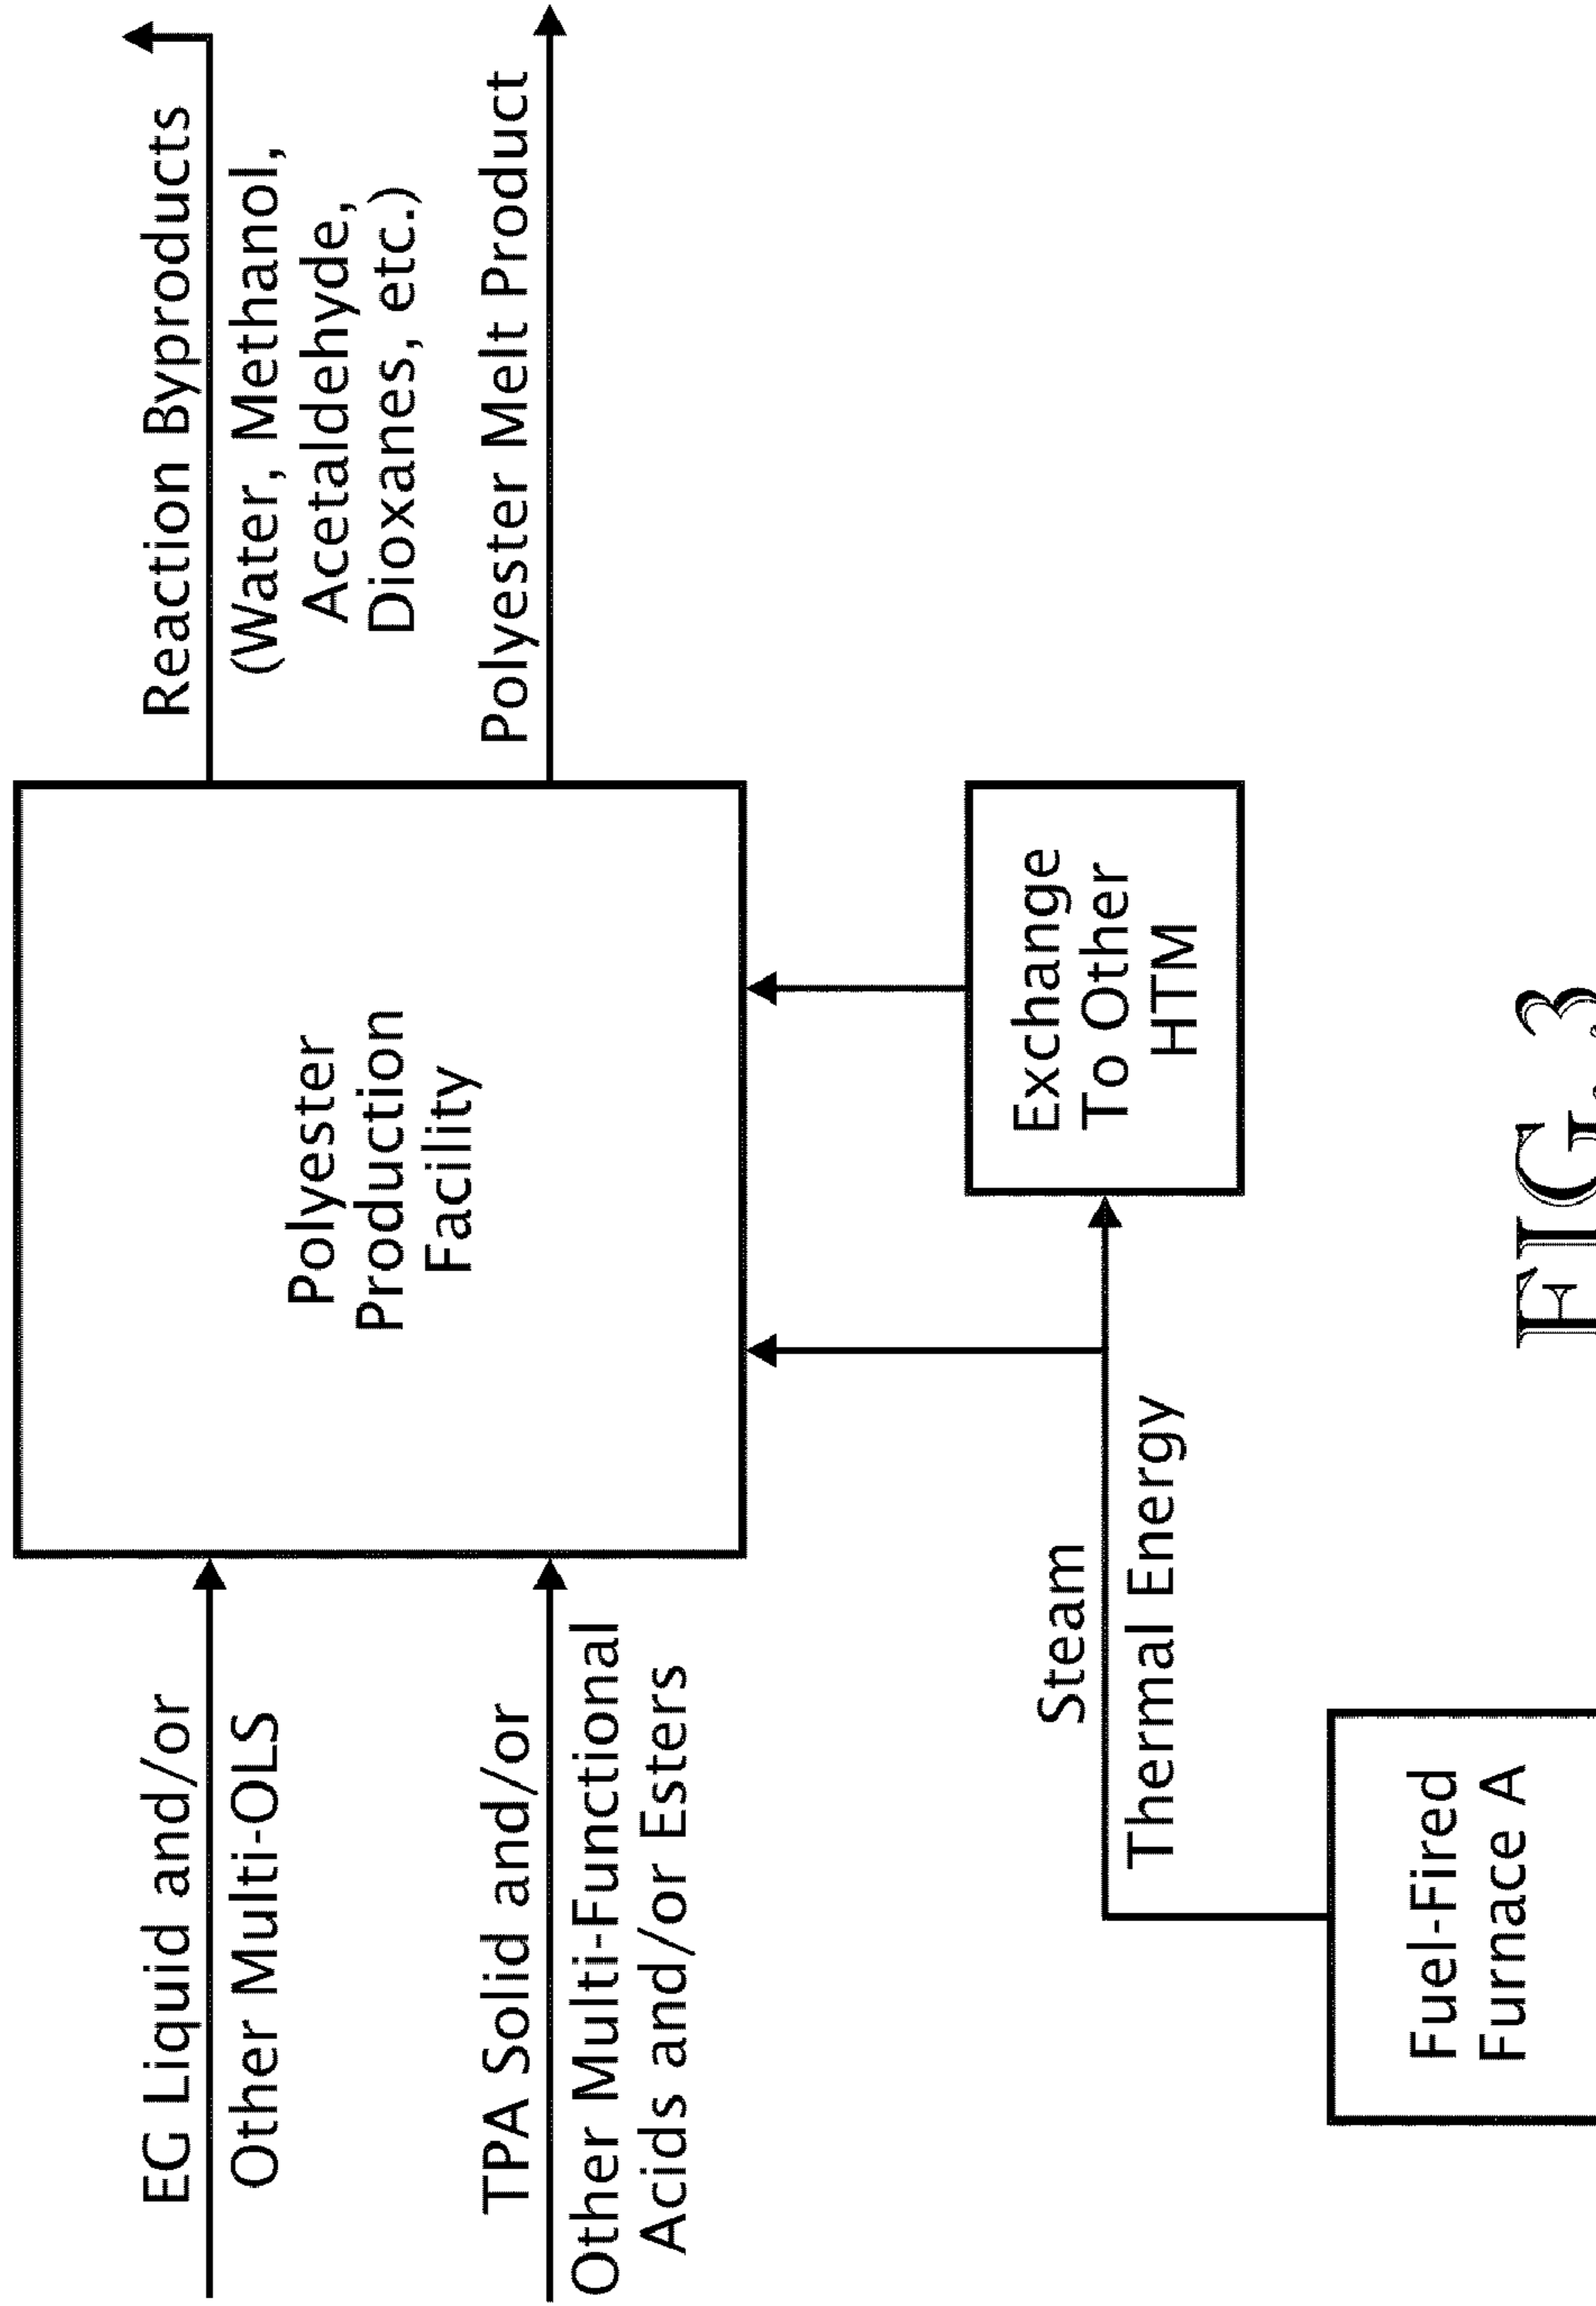 EG Liquid and/or
Other Multi-OLS
TPA Solid and/or
Other Multi-Functional
Acids and/or Esters
Polyester
Production
Facility
Reaction Byproducts
(Water, Methanol,
Acetaldehyde,
Dioxanes, etc.)
Polyester Melt Product
Steam
Thermal Energy
Exchange
To Other
HTM
Fuel-Fired
Furnace A
FIG. 3